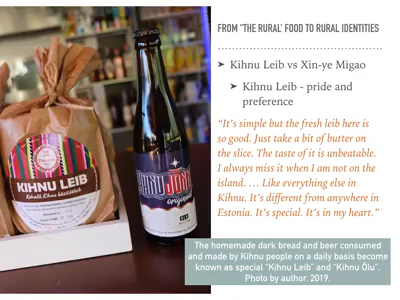 FROM ‘THE RURAL’ FOOD TO RURAL IDENTITIES
➤ Kihnu Leib vs Xin-ye Migao
➤ Kihnu Leib - pride and
preference
“It’s simple but the fresh leib here is
so good. Just take a bit of butter on
the slice. The taste of it is unbeatable.
I always miss it when I am not on the
island. … Like everything else in
Kihnu. It’s different from anywhere in
Estonia. It’s special. It’s in my heart.”
KIHNU LEIB
The homemade dark bread and beer consumed
and made by Kihnu people on a daily basis become
known as special “Kihnu Leib” and “Kihnu Õlu”.
Photo by author, 2019.